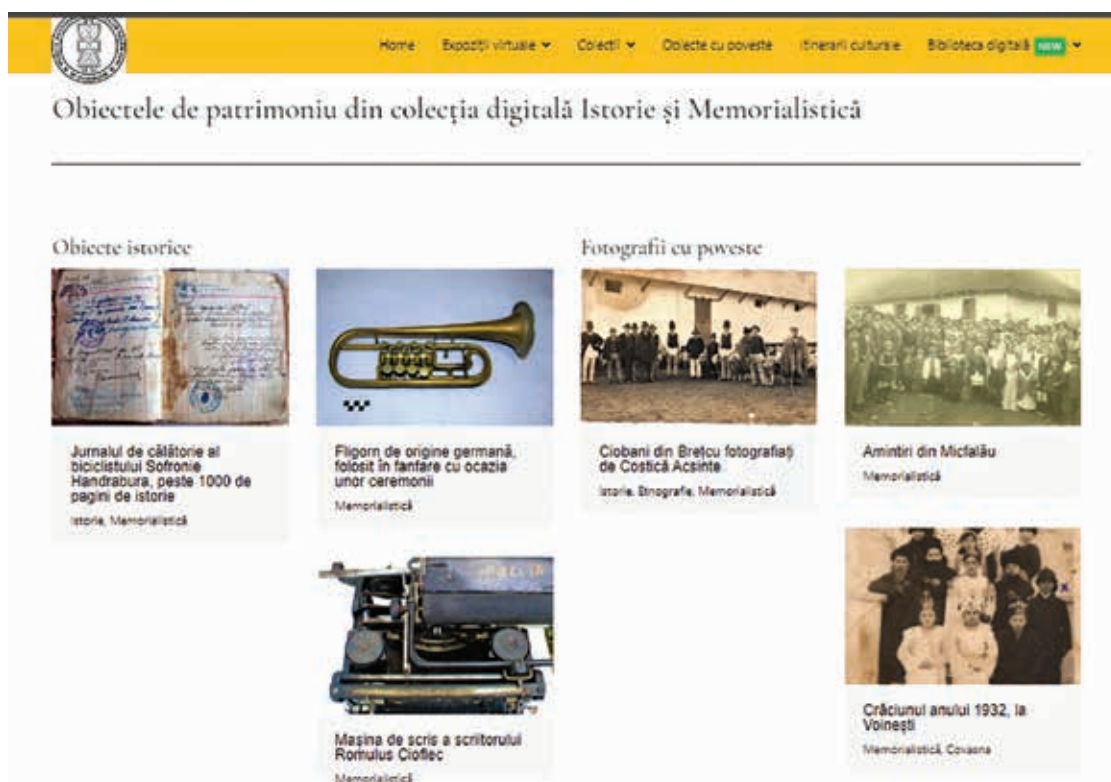 Home Expoziții virtuale Colecții Obiecte cu poveste Itinerarii culturale Biblioteca digitală NEW
Obiectele de patrimoniu din colecția digitală Istorie și Memorialistică
Obiecte istorice
Fotografii cu poveste
Jurnalul de călătorie al
biciclistului Sofronie
Handrabura, peste 1000 de
pagini de istorie
Istorie, Memorialistică
Fligorn de origine germană,
folosit în fanfare cu ocazia
unor ceremonii
Memorialistică
Ciobani din Brețcu fotografiați
de Costică Acsinte
Istorie, Etnografie, Memorialistică
Amintiri din Micfalău
Memorialistică
Mașina de scris a scriitorului
Romulus Cioflec
Memorialistică
Crăciunul anului 1932, la
Voinești
Memorialistică, Covasna